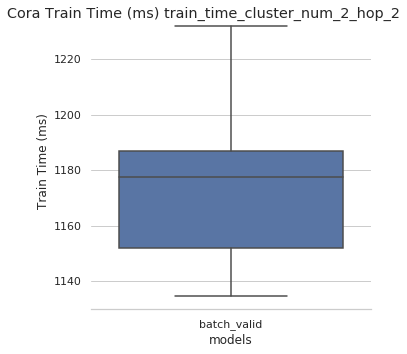 Cora Train Time (ms) train_time_cluster_num_2_hop_2
1220
1200
1180
1160
1140
Train Time (ms)
batch_valid
models